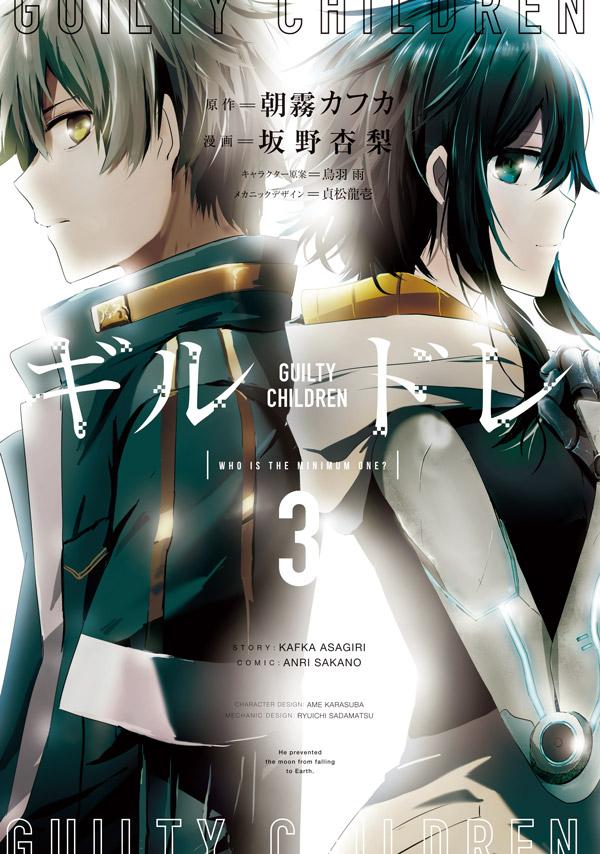 GUILTY CHILDREN
原作＝朝霧カフカ
漫画＝坂野杏梨
キャラクター原案＝烏羽 雨
メカニックデザイン＝貞松龍壱
ギルドレ
GUILTY
CHILDREN
WHO IS THE MINIMUM ONE?
3
STORY: KAFKA ASAGIRI
COMIC: ANRI SAKANO
CHARACTER DESIGN: AME KARASUBA
MECHANIC DESIGN: RYUICHI SADAMATSU
He prevented
the moon from falling
to Earth.
GUILTY CHILDREN